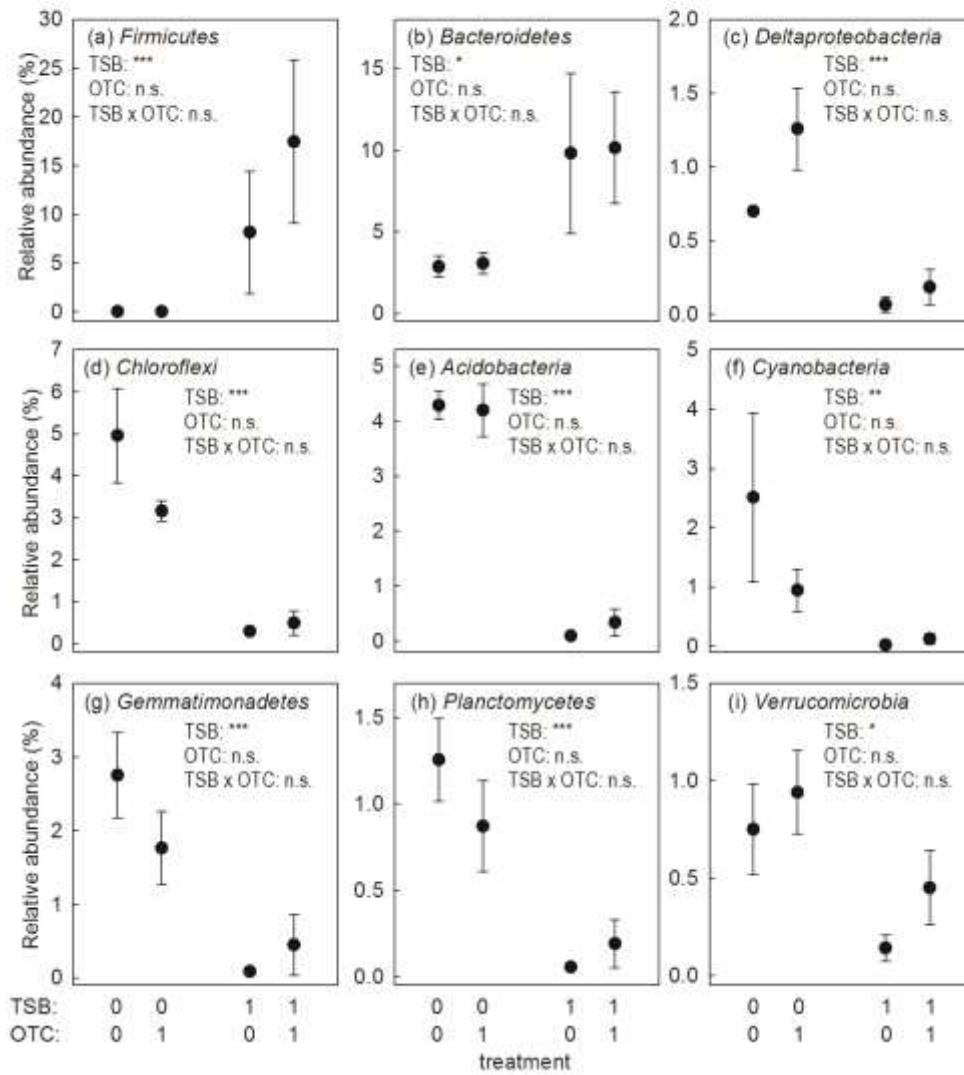 (a) Firmicutes
TSB: ***
OTC: n.s.
TSB x OTC: n.s.
30
25
20
15
10
5
0
Relative abundance (%)
(b) Bacteroidetes
TSB: *
OTC: n.s.
TSB x OTC: n.s.
15
10
5
0
(c) Deltaproteobacteria
TSB: ***
OTC: n.s.
TSB x OTC: n.s.
2.0
1.5
1.0
0.5
0.0
(d) Chloroflexi
TSB: ***
OTC: n.s.
TSB x OTC: n.s.
7
6
5
4
3
2
1
0
Relative abundance (%)
(e) Acidobacteria
TSB: ***
OTC: n.s.
TSB x OTC: n.s.
5
4
3
2
1
0
(f) Cyanobacteria
TSB: **
OTC: n.s.
TSB x OTC: n.s.
5
4
3
2
1
0
(g) Gemmatimonadetes
TSB: ***
OTC: n.s.
TSB x OTC: n.s.
4
3
2
1
0
Relative abundance (%)
(h) Planctomycetes
TSB: ***
OTC: n.s.
TSB x OTC: n.s.
1.5
1.0
0.5
0.0
(i) Verrucomicrobia
TSB: *
OTC: n.s.
TSB x OTC: n.s.
1.5
1.0
0.5
0.0
TSB: 0 0 1 1 0 0 1 1 0 0 1 1
OTC: 0 1 0 1 0 1 0 1 0 1 0 1
treatment